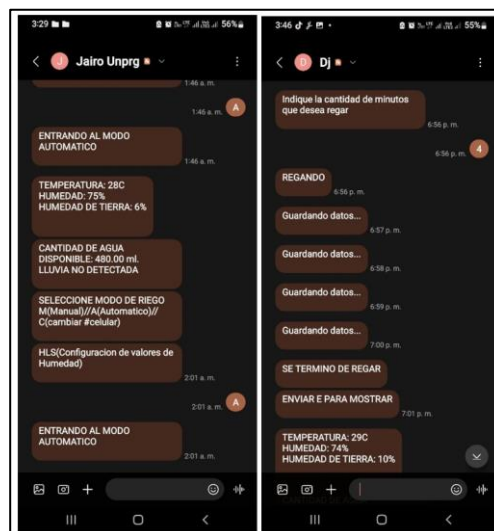 3:29
56%
Jairo Unprg
1:46 a. m.
A
1:46 a. m.
ENTRANDO AL MODO
AUTOMATICO
1:46 a. m.
TEMPERATURA: 28C
HUMEDAD: 75%
HUMEDAD DE TIERRA: 6%
CANTIDAD DE AGUA
DISPONIBLE: 480.00 ml.
LLUVIA NO DETECTADA
SELECCIONE MODO DE RIEGO
M(Manual)//A(Automatico)//
C(cambiar #celular)
HLS(Configuracion de valores de
Humedad)
2:01 a. m.
A
2:01 a. m.
ENTRANDO AL MODO
AUTOMATICO
2:01 a. m.
3:46
55%
D
Dj
Indique la cantidad de minutos
que desea regar
6:56 p. m.
4
6:56 p. m.
REGANDO
6:56 p. m.
Guardando datos...
6:57 p. m.
Guardando datos...
6:58 p. m.
Guardando datos...
6:59 p. m.
Guardando datos...
7:00 p. m.
SE TERMINO DE REGAR
ENVIAR E PARA MOSTRAR
7:01 p. m.
TEMPERATURA: 29C
HUMEDAD: 74%
HUMEDAD DE TIERRA: 10%